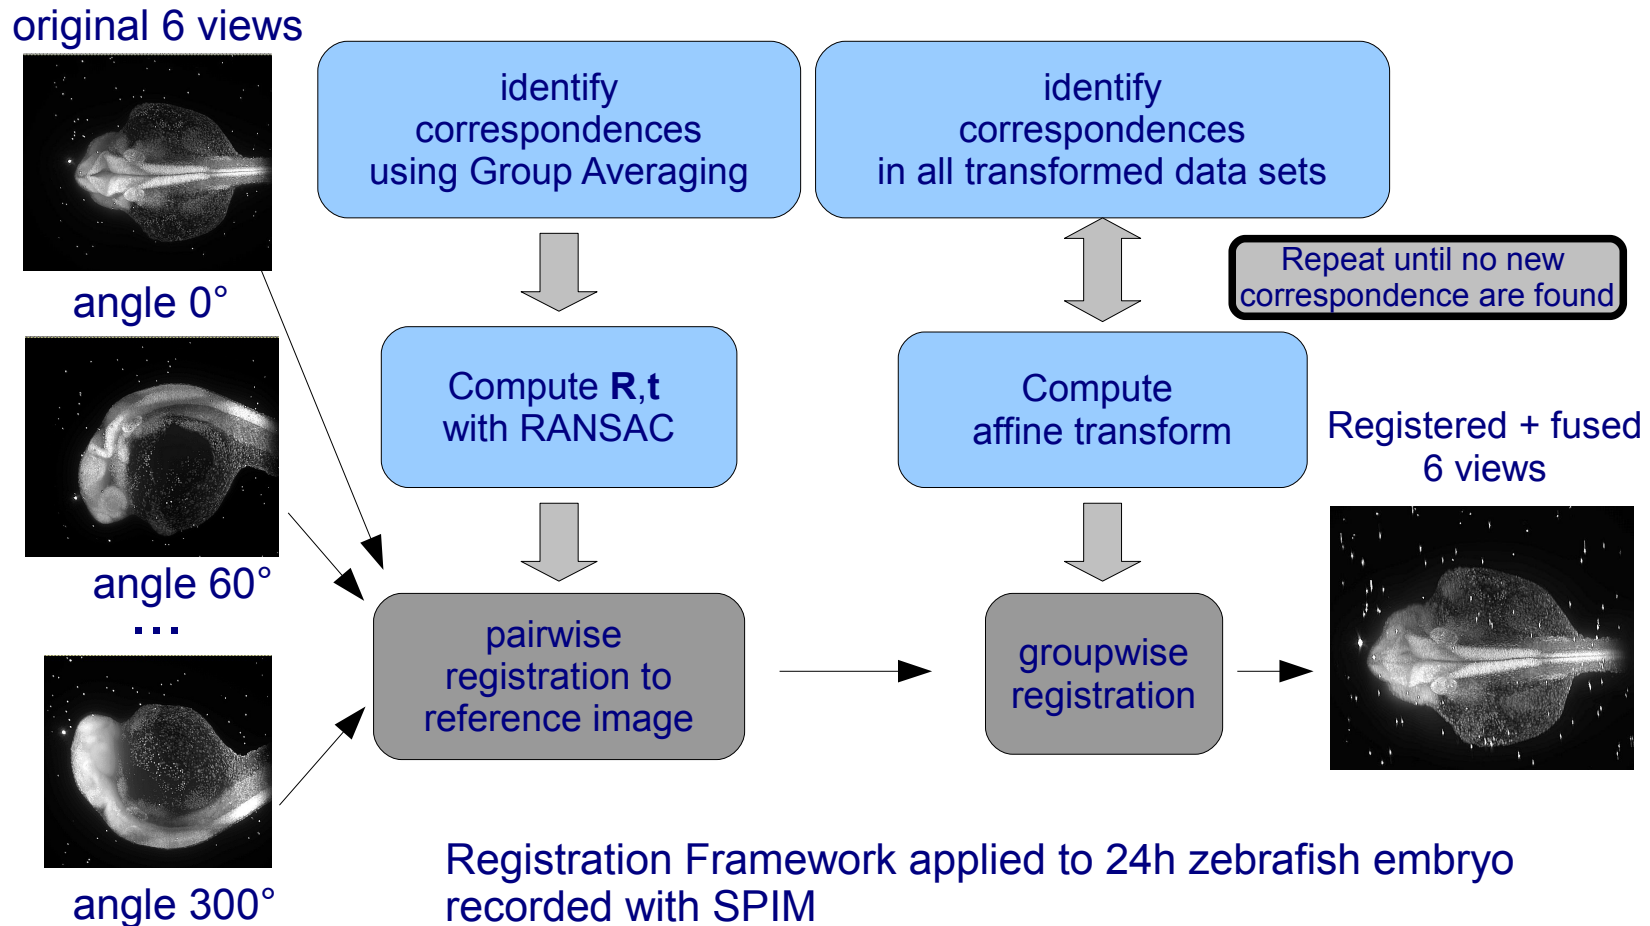 original 6 views
angle 0°
angle 60°
...
angle 300°
identify
correspondences
using Group Averaging
Compute R,t
with RANSAC
pairwise
registration to
reference image
identify
correspondences
in all transformed data sets
Repeat until no new
correspondence are found
Compute
affine transform
groupwise
registration
Registered + fused
6 views
Registration Framework applied to 24h zebrafish embryo
recorded with SPIM